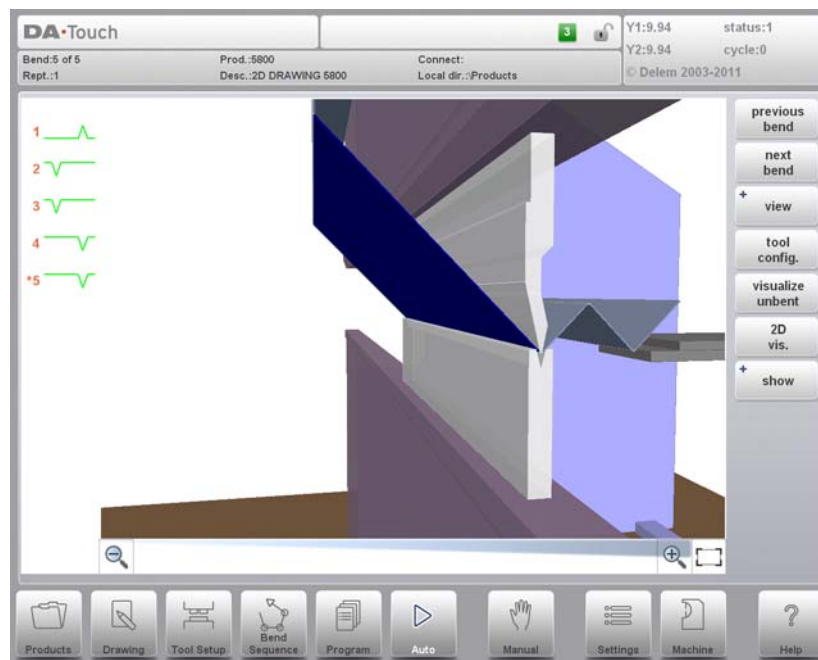 DA·Touch
3
Y1:9.94 status:1
Y2:9.94 cycle:0
© Delem 2003-2011
Bend:5 of 5 Prod.:5800 Connect:
Rept.:1 Desc.:2D DRAWING 5800 Local dir.:\Products
1
2
3
4
*5
previous
bend
next
bend
+ view
tool
config.
visualize
unbent
2D
vis.
+ show
Products Drawing Tool Setup Bend Sequence Program Auto Manual Settings Machine Help